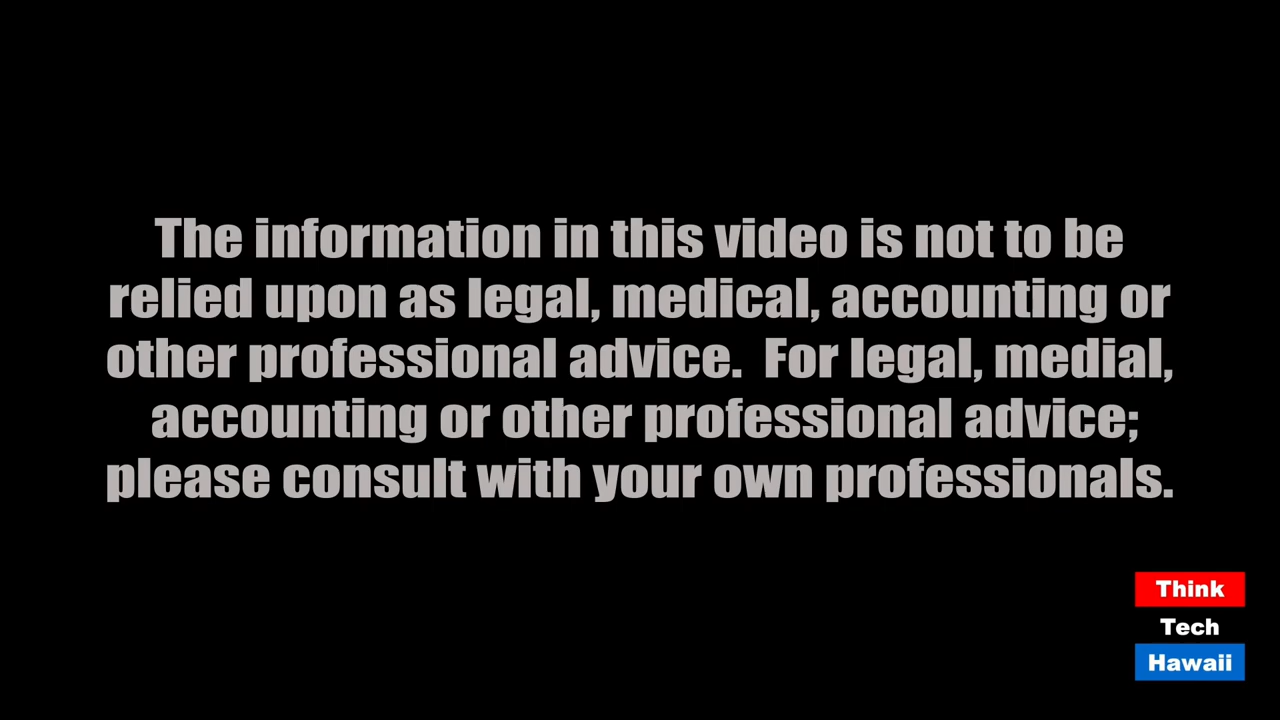 The information in this video is not to be
relied upon as legal, medical, accounting or
other professional advice.  For legal, medial,
accounting or other professional advice;
please consult with your own professionals.
Think
Tech
Hawaii